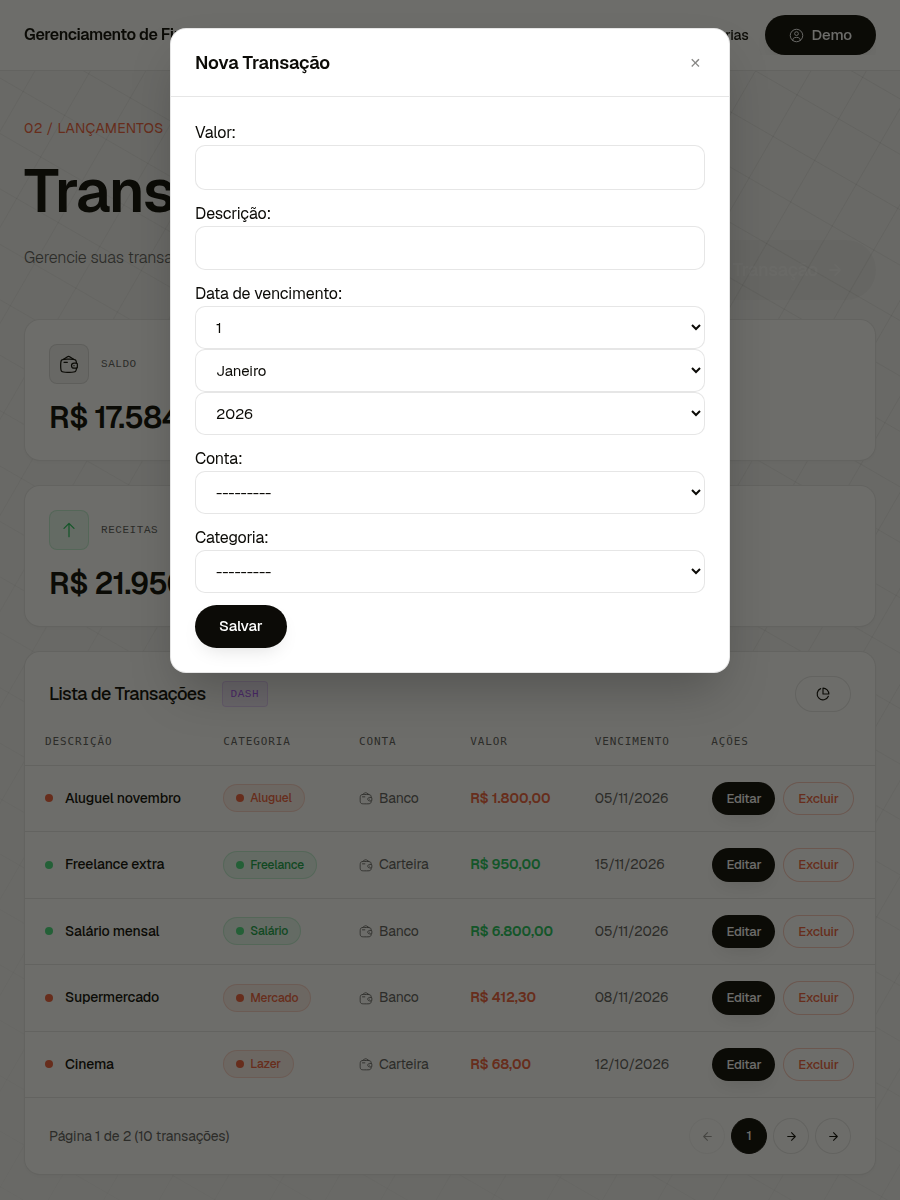 Gerenciamento de Fi
Demo
Nova Transação
×
02 / LANÇAMENTOS
Trans
Gerencie suas transa
Valor:
Descrição:
Data de vencimento:
1
Janeiro
2026
Conta:
---------
Categoria:
---------
Salvar
SALDO
R$ 17.584
RECEITAS
R$ 21.950
Lista de Transações DASH
DESCRIÇÃO CATEGORIA CONTA VALOR VENCIMENTO AÇÕES
Aluguel novembro Aluguel Banco R$ 1.800,00 05/11/2026 Editar Excluir
Freelance extra Freelance Carteira R$ 950,00 15/11/2026 Editar Excluir
Salário mensal Salário Banco R$ 6.800,00 05/11/2026 Editar Excluir
Supermercado Mercado Banco R$ 412,30 08/11/2026 Editar Excluir
Cinema Lazer Carteira R$ 68,00 12/10/2026 Editar Excluir
Página 1 de 2 (10 transações) ← 1 → →